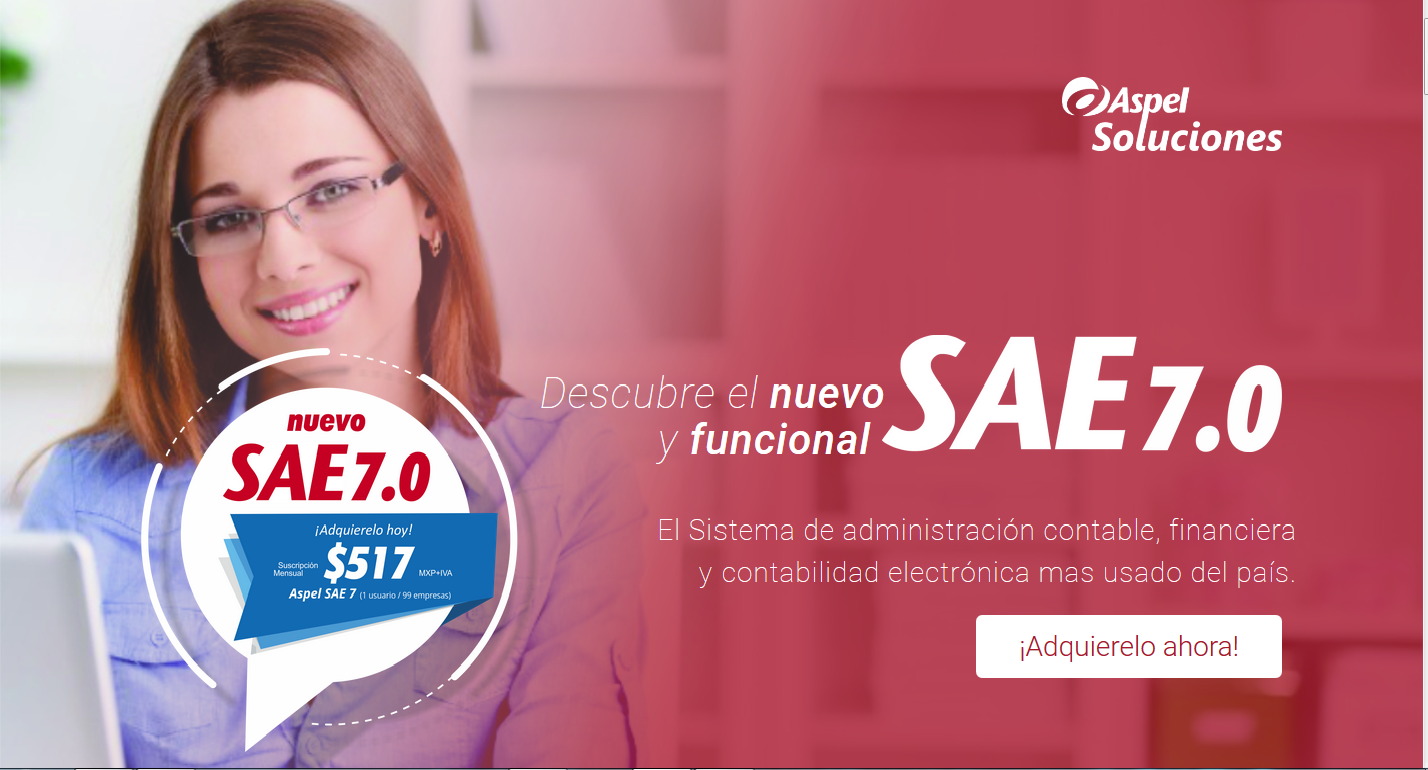 Aspel
Soluciones
Descubre el nuevo
y funcional
SAE 7.0
El Sistema de administración contable, financiera
y contabilidad electrónica mas usado del país.
¡Adquierelo ahora!
nuevo
SAE 7.0
¡Adquierelo hoy!
Suscripción
Mensual
$517
MXP+IVA
Aspel SAE 7 (1 usuario / 99 empresas)